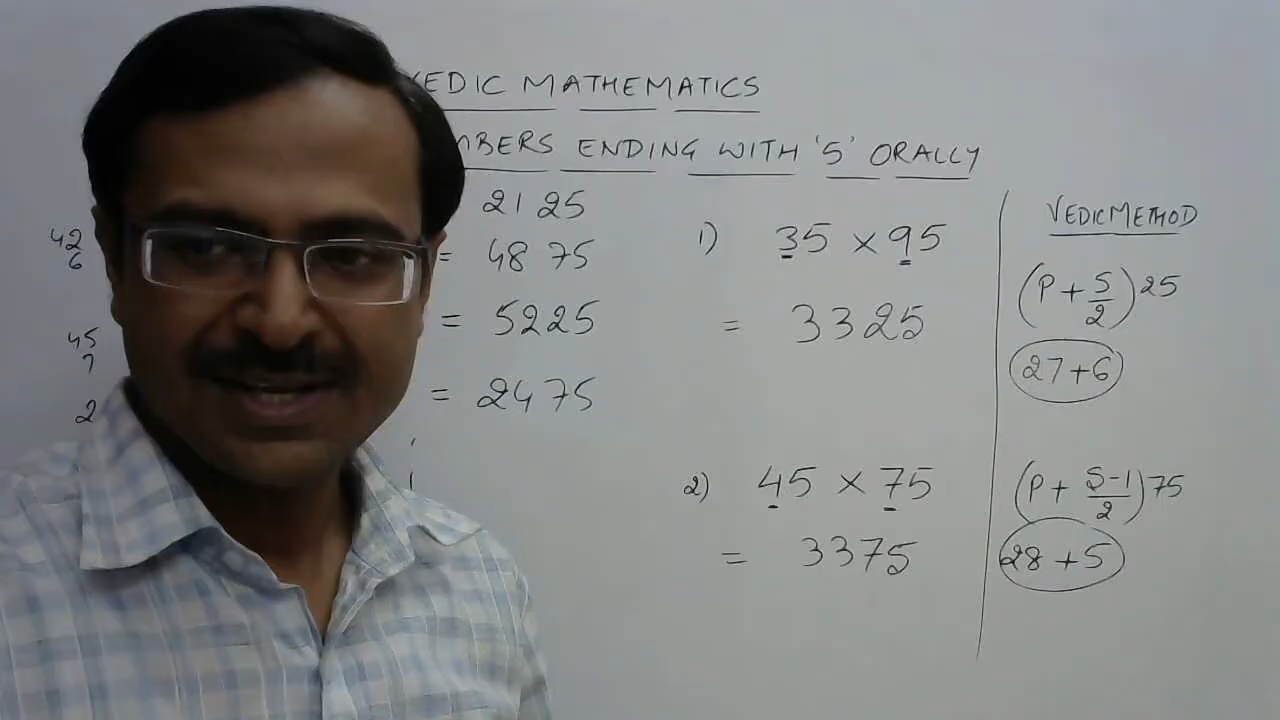 VEDIC MATHEMATICS
ENDING WITH '5' ORALLY
42
6
45
7
2
2125
= 4875
= 5225
= 2475
1) 35 × 95
= 3325
2) 45 × 75
= 3375
VEDIC METHOD
(P + S/2) 25
27+6
(P + S-1/2) 75
28 + 5